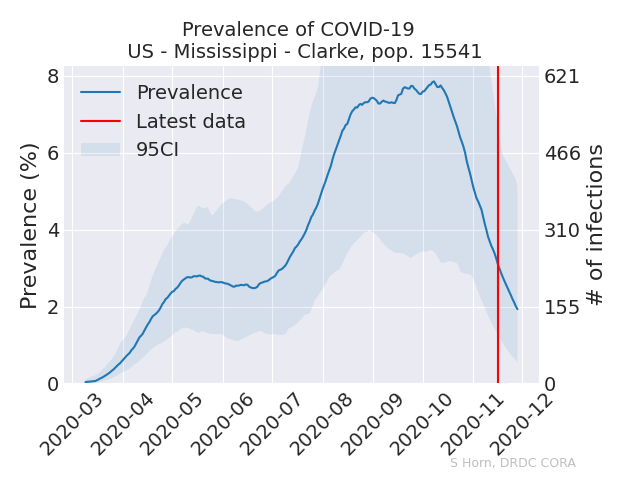 Prevalence of COVID-19
US - Mississippi - Clarke, pop. 15541
Prevalence
Latest data
95CI
Prevalence (%)
8
6
4
2
0
621
466
310
155
0
# of infections
2020-03
2020-04
2020-05
2020-06
2020-07
2020-08
2020-09
2020-10
2020-11
2020-12
S Horn, DRDC CORA